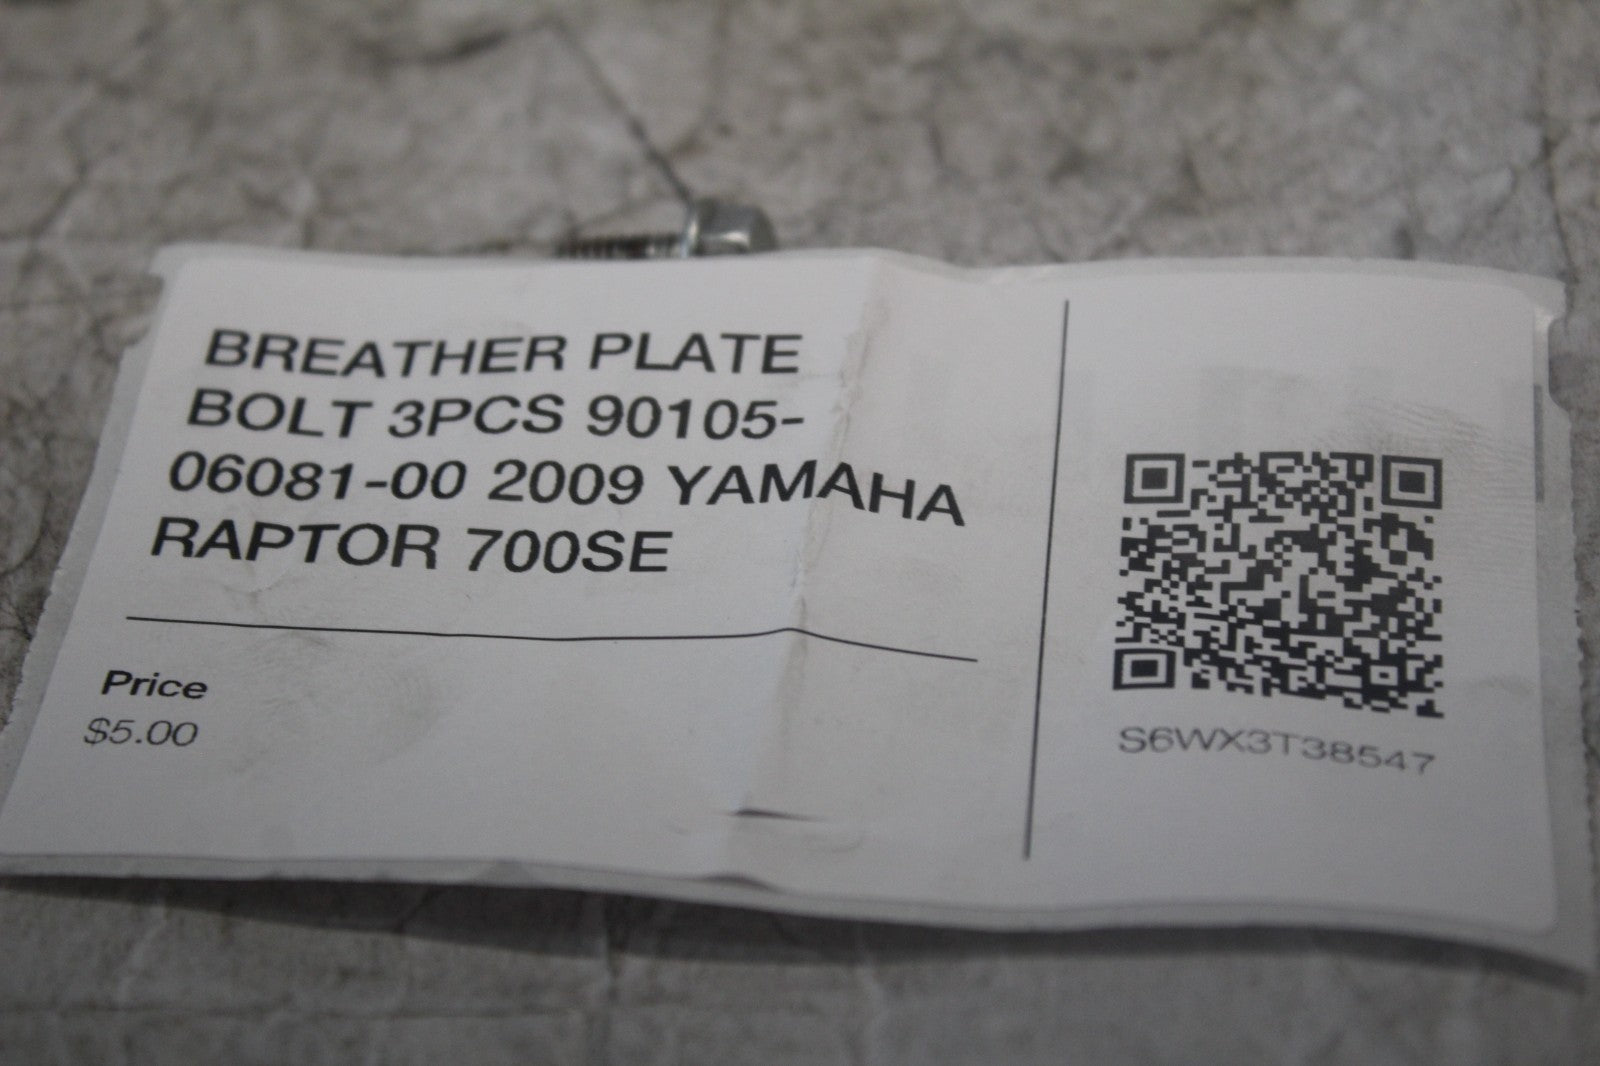 BREATHER PLATE
BOLT 3PCS 90105-
06081-00 2009 YAMAHA
RAPTOR 700SE
Price
$5.00
S6WX3T38547